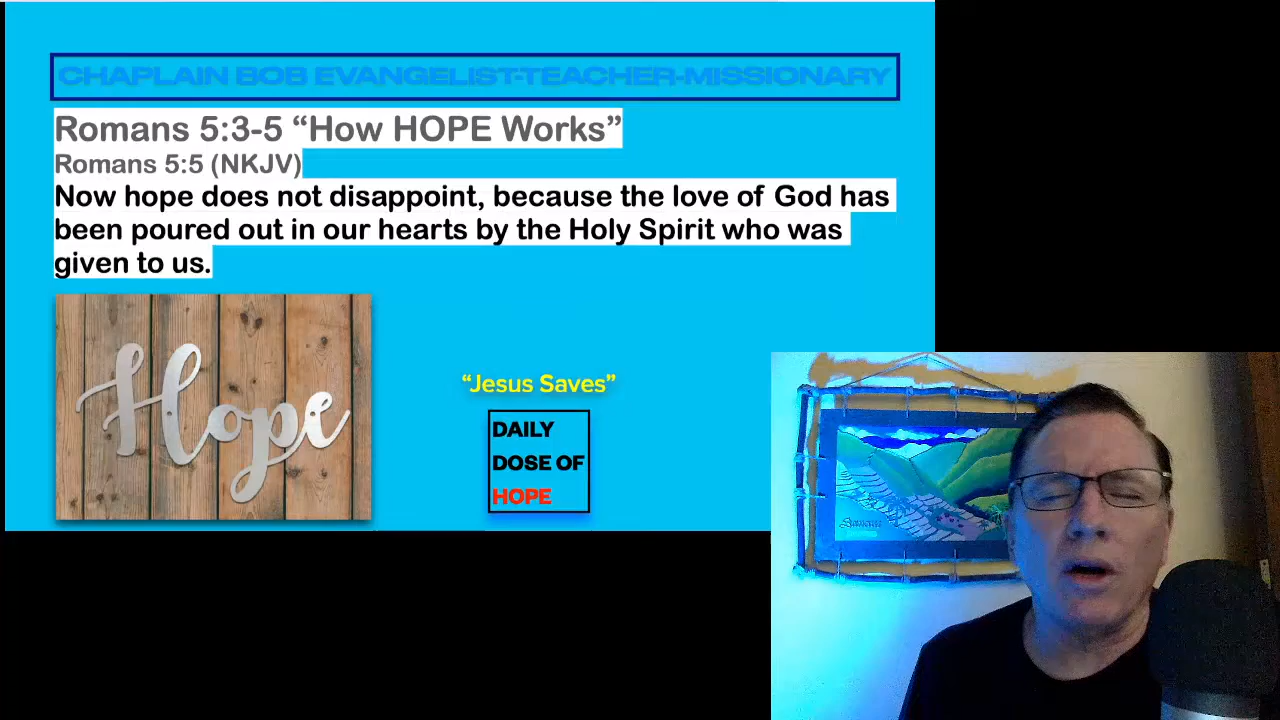 CHAPLAIN BOB EVANGELIST-TEACHER-MISSIONARY
Romans 5:3-5 “How HOPE Works”
Romans 5:5 (NKJV)
Now hope does not disappoint, because the love of God has
been poured out in our hearts by the Holy Spirit who was
given to us.
Hope
“Jesus Saves”
DAILY
DOSE OF
HOPE